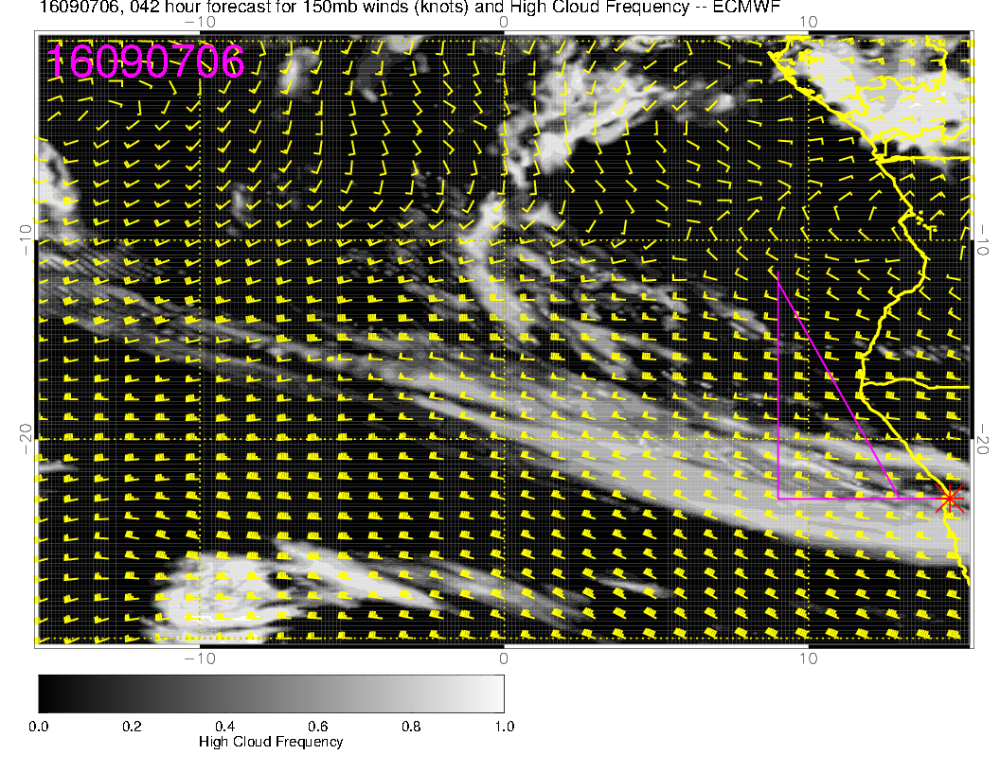 16090706, 042 hour forecast for 150mb winds (knots) and High Cloud Frequency -- ECMWF
−10 0 10
16090706
−10 −10
−20 −20
−10 0 10
0.0 0.2 0.4 0.6 0.8 1.0
High Cloud Frequency